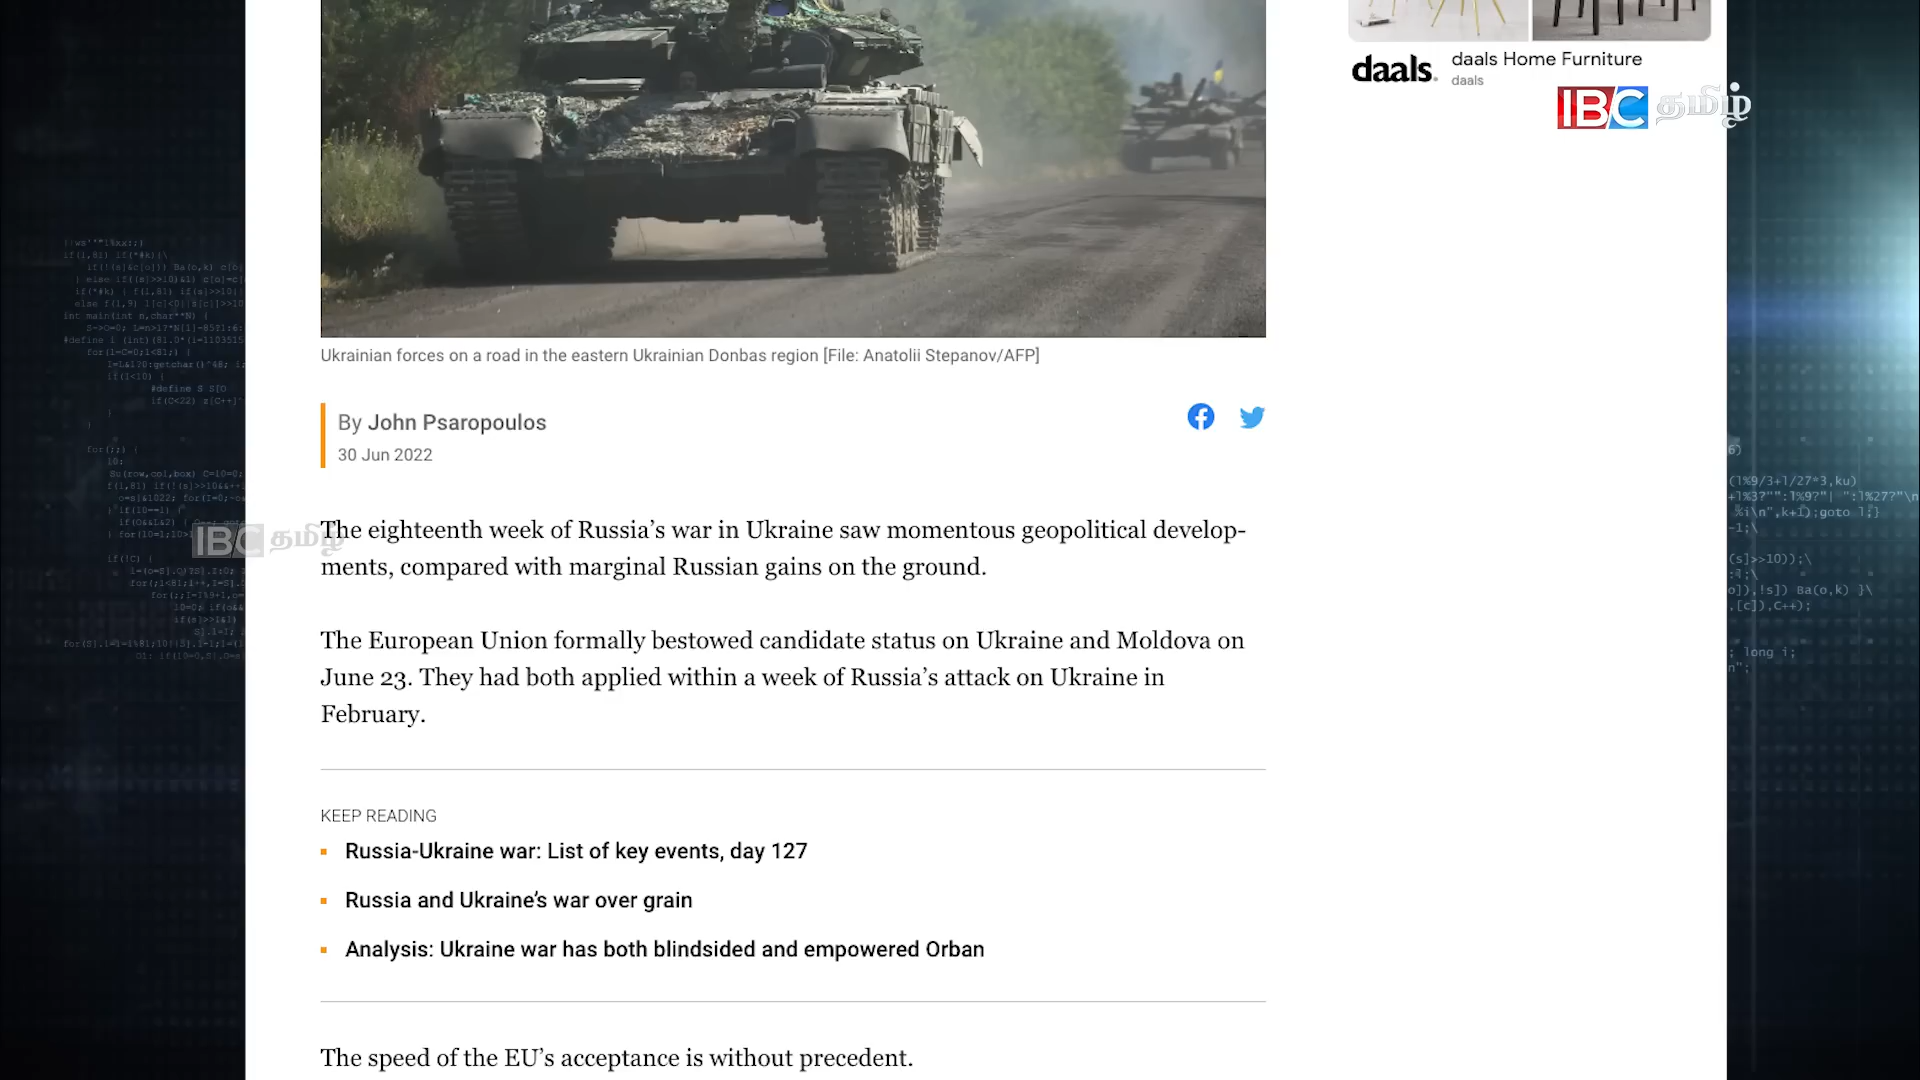 daals.
daals Home Furniture
daals
IBC தமிழ்
Ukrainian forces on a road in the eastern Ukrainian Donbas region [File: Anatolii Stepanov/AFP]
By John Psaropoulos
30 Jun 2022
The eighteenth week of Russia’s war in Ukraine saw momentous geopolitical develop-
IBC தமிழ்
ments, compared with marginal Russian gains on the ground.
The European Union formally bestowed candidate status on Ukraine and Moldova on
June 23. They had both applied within a week of Russia’s attack on Ukraine in
February.
KEEP READING
Russia-Ukraine war: List of key events, day 127
Russia and Ukraine’s war over grain
Analysis: Ukraine war has both blindsided and empowered Orban
The speed of the EU’s acceptance is without precedent.